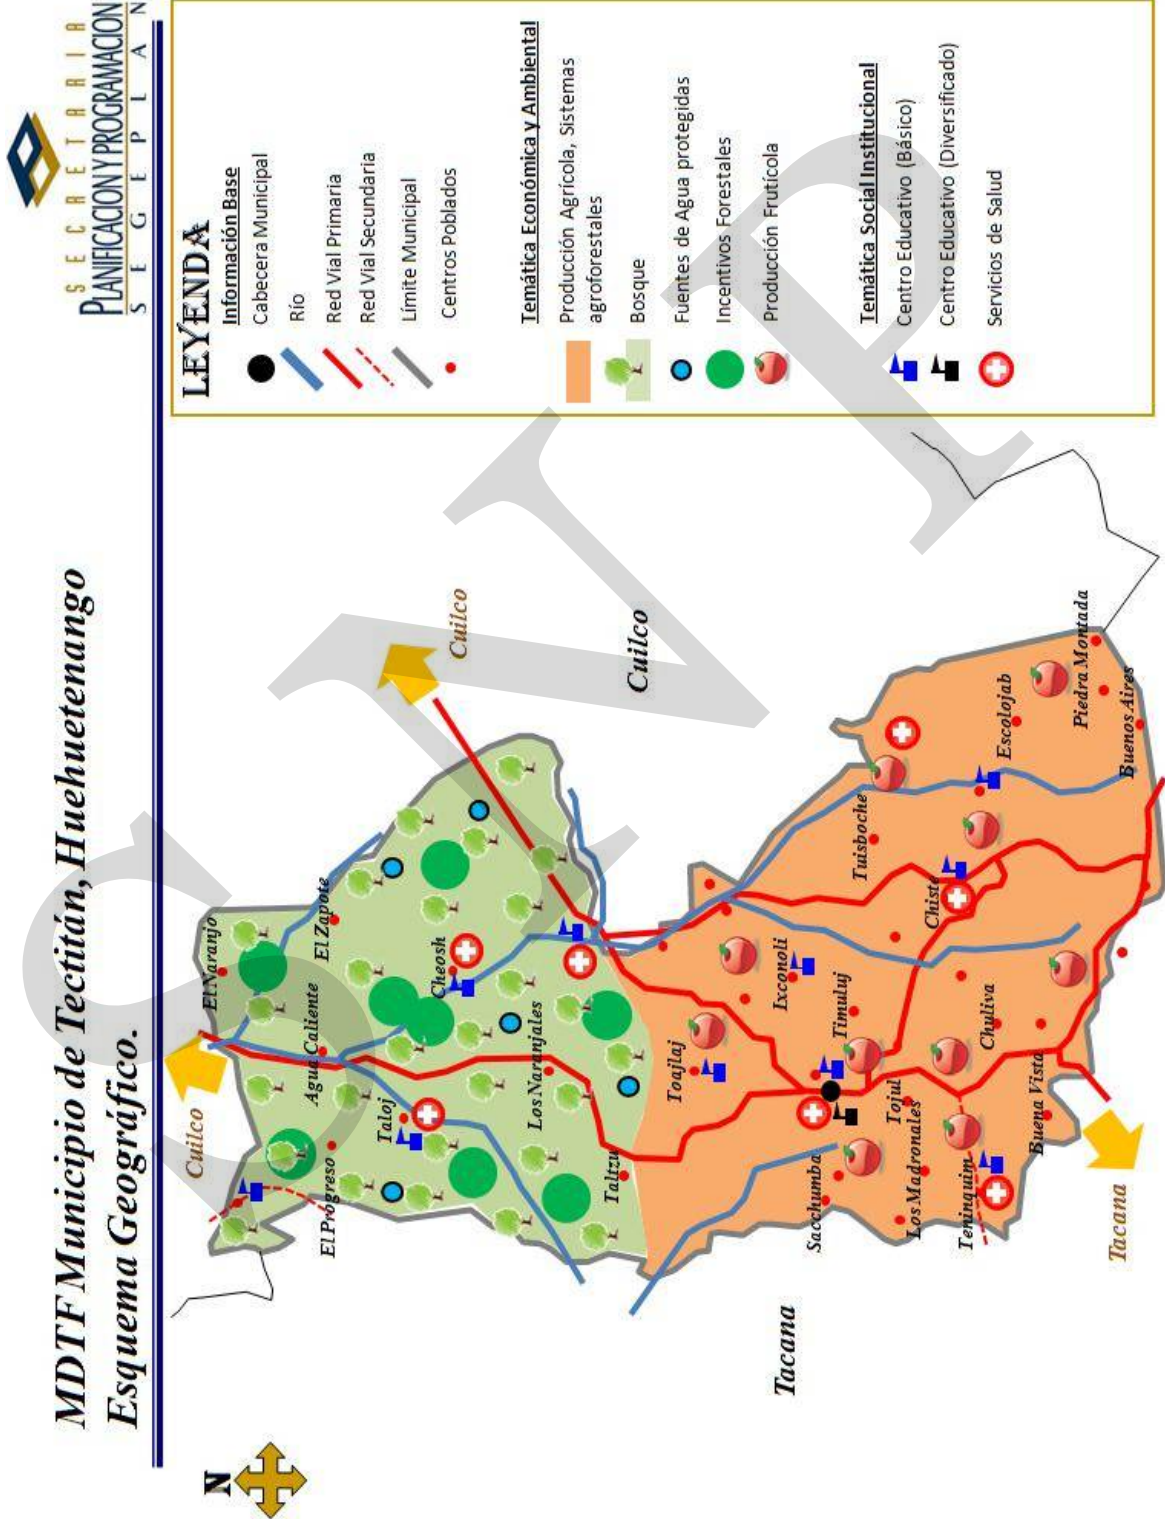 MDTF Municipio de Tectitán, Huehuetenango
Esquema Geográfico.
SECRETARIA
PLANIFICACION Y PROGRAMACION
SEGEPLAN
N
LEYENDA
Información Base
Cabecera Municipal
Río
Red Vial Primaria
Red Vial Secundaria
Límite Municipal
Centros Poblados
Temática Económica y Ambiental
Producción Agrícola, Sistemas
agroforestales
Bosque
Fuentes de Agua protegidas
Incentivos Forestales
Producción Frutícola
Temática Social Institucional
Centro Educativo (Básico)
Centro Educativo (Diversificado)
Servicios de Salud
Cuilco
El Naranjo
El Zapote
Agua Caliente
El Progreso
Taloj
Cheosh
Cuilco
Los Naranjales
Taltzu
Cuilco
Toajlaj
Ixconoli
Tacana
Sacchumba
Timuluj
Tuisboche
Tojul
Los Madronales
Chiste
Teninquim
Chuliva
Escolojab
Buena Vista
Piedra Montada
Buenos Aires
Tacana
SNP